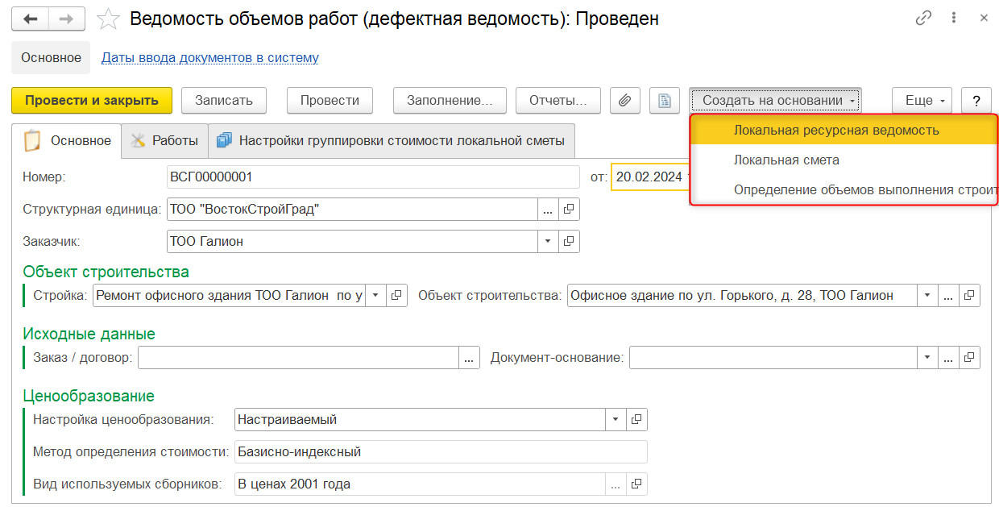 Ведомость объемов работ (дефектная ведомость): Проведен
Основное Даты ввода документов в систему
Провести и закрыть Записать Провести Заполнение... Отчеты... Создать на основании Еще ?
Локальная ресурсная ведомость
Локальная смета
Определение объемов выполнения строит
Основное Работы Настройки группировки стоимости локальной сметы
Номер: ВСГ00000001 от: 20.02.2024
Структурная единица: ТОО "ВостокСтройГрад" ...
Заказчик: ТОО Галион
Объект строительства
Стройка: Ремонт офисного здания ТОО Галион по у Объект строительства: Офисное здание по ул. Горького, д. 28, ТОО Галион ...
Исходные данные
Заказ / договор: ... Документ-основание: ...
Ценообразование
Настройка ценообразования: Настраиваемый
Метод определения стоимости: Базисно-индексный
Вид используемых сборников: В ценах 2001 года ...